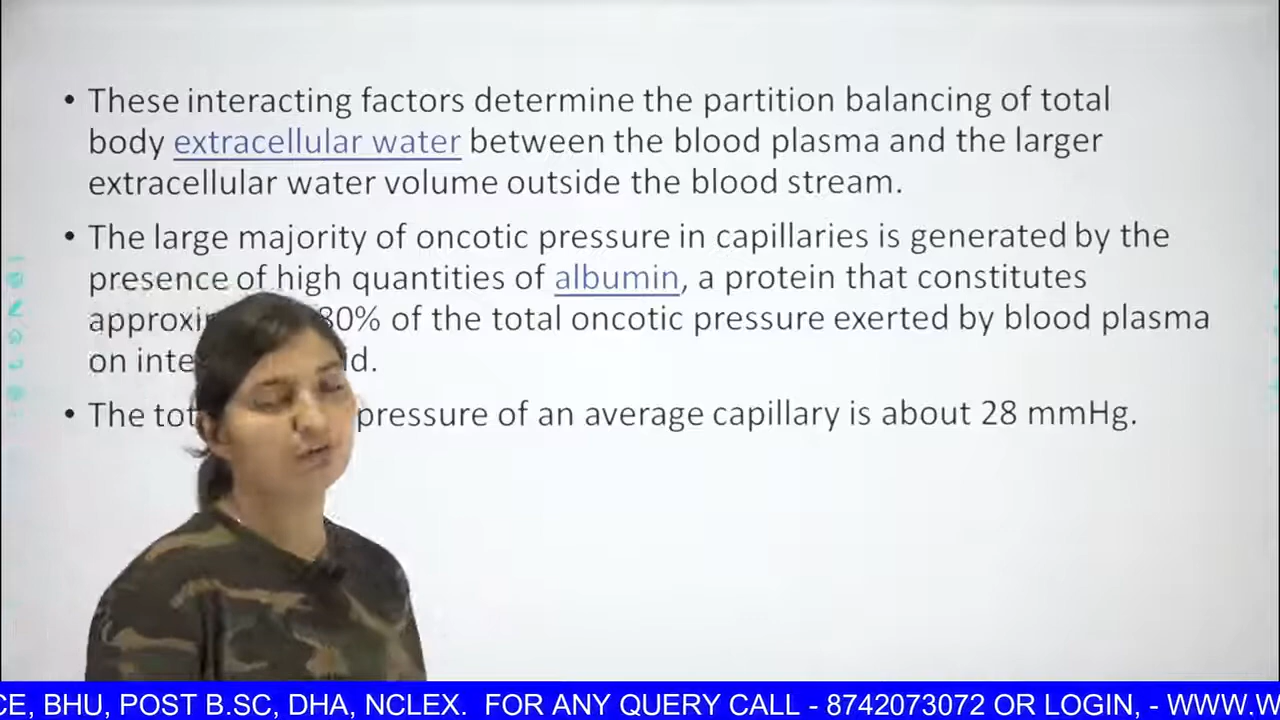 • These interacting factors determine the partition balancing of total
body extracellular water between the blood plasma and the larger
extracellular water volume outside the blood stream.
• The large majority of oncotic pressure in capillaries is generated by the
presence of high quantities of albumin, a protein that constitutes
80% of the total oncotic pressure exerted by blood plasma
on
• The pressure of an average capillary is about 28 mmHg.
CE, BHU, POST B.SC, DHA, NCLEX. FOR ANY QUERY CALL - 8742073072 OR LOGIN, - WWW.W